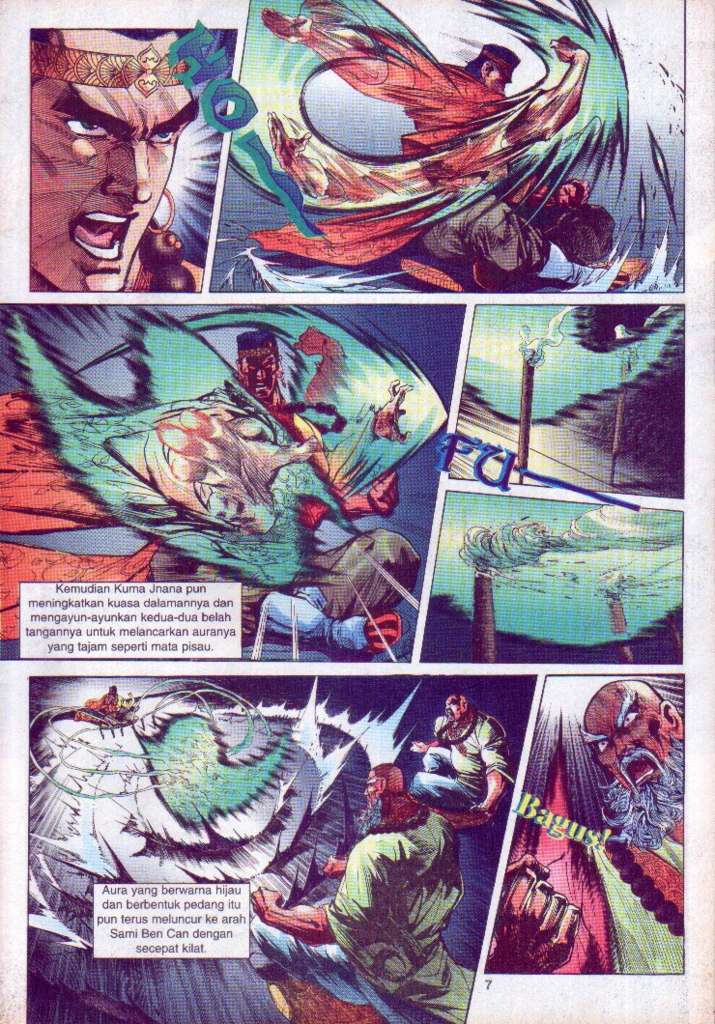 HO!
FU—
Kemudian Kuma Jnana pun
meningkatkan kuasa dalamannya dan
mengayun-ayunkan kedua-dua belah
tangannya untuk melancarkan auranya
yang tajam seperti mata pisau.
Aura yang berwarna hijau
dan berbentuk pedang itu
pun terus meluncur ke arah
Sami Ben Can dengan
secepat kilat.
Bagus!
7